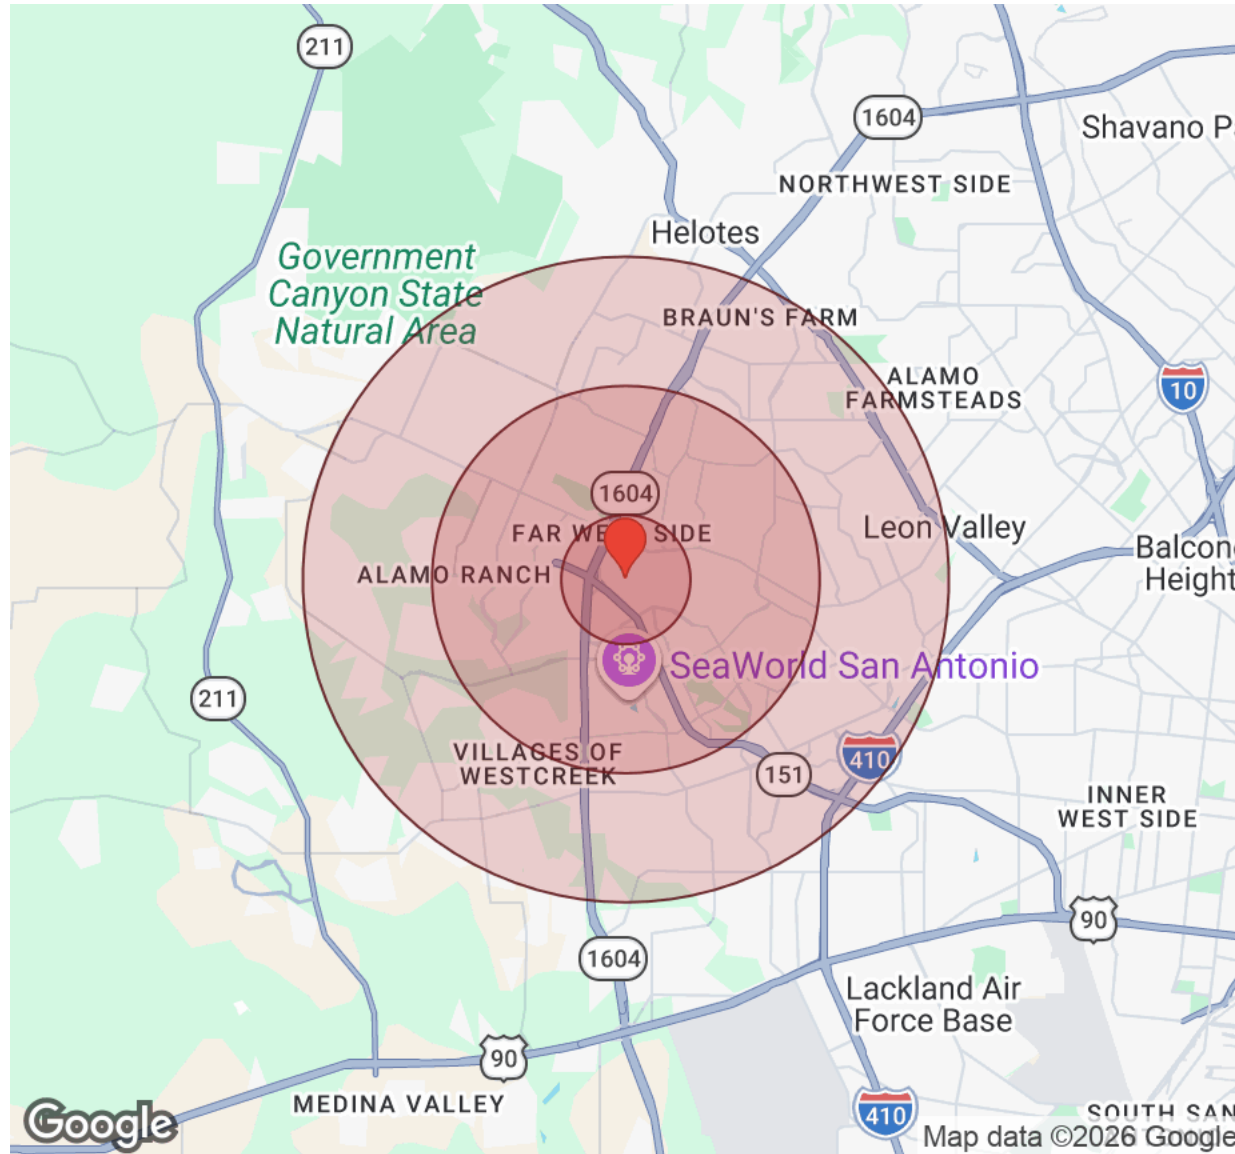 211
1604
Shavano P
NORTHWEST SIDE
Helotes
Government
Canyon State
Natural Area
BRAUN'S FARM
ALAMO
FARMSTEADS
10
1604
FAR WE SIDE
Leon Valley
Balcon
Height
ALAMO RANCH
SeaWorld San Antonio
211
VILLAGES OF
WESTCREEK
410
151
INNER
WEST SIDE
90
1604
Lackland Air
Force Base
90
MEDINA VALLEY
410
SOUTH SAN
Google
Map data ©2026 Google